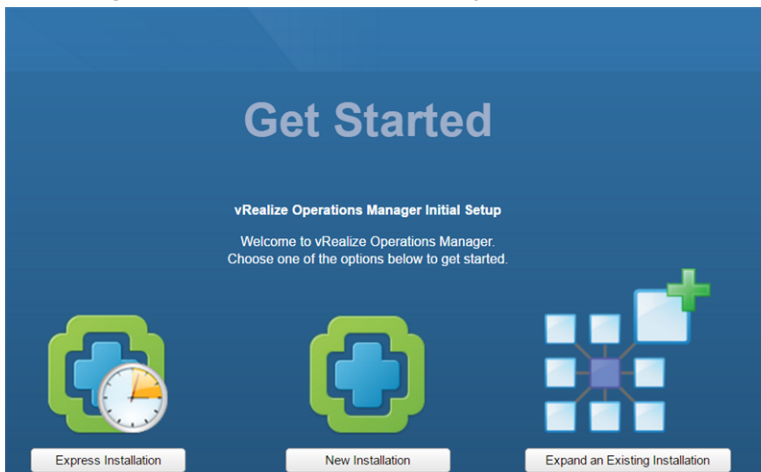 Get Started
vRealize Operations Manager Initial Setup
Welcome to vRealize Operations Manager.
Choose one of the options below to get started.
Express Installation
New Installation
Expand an Existing Installation